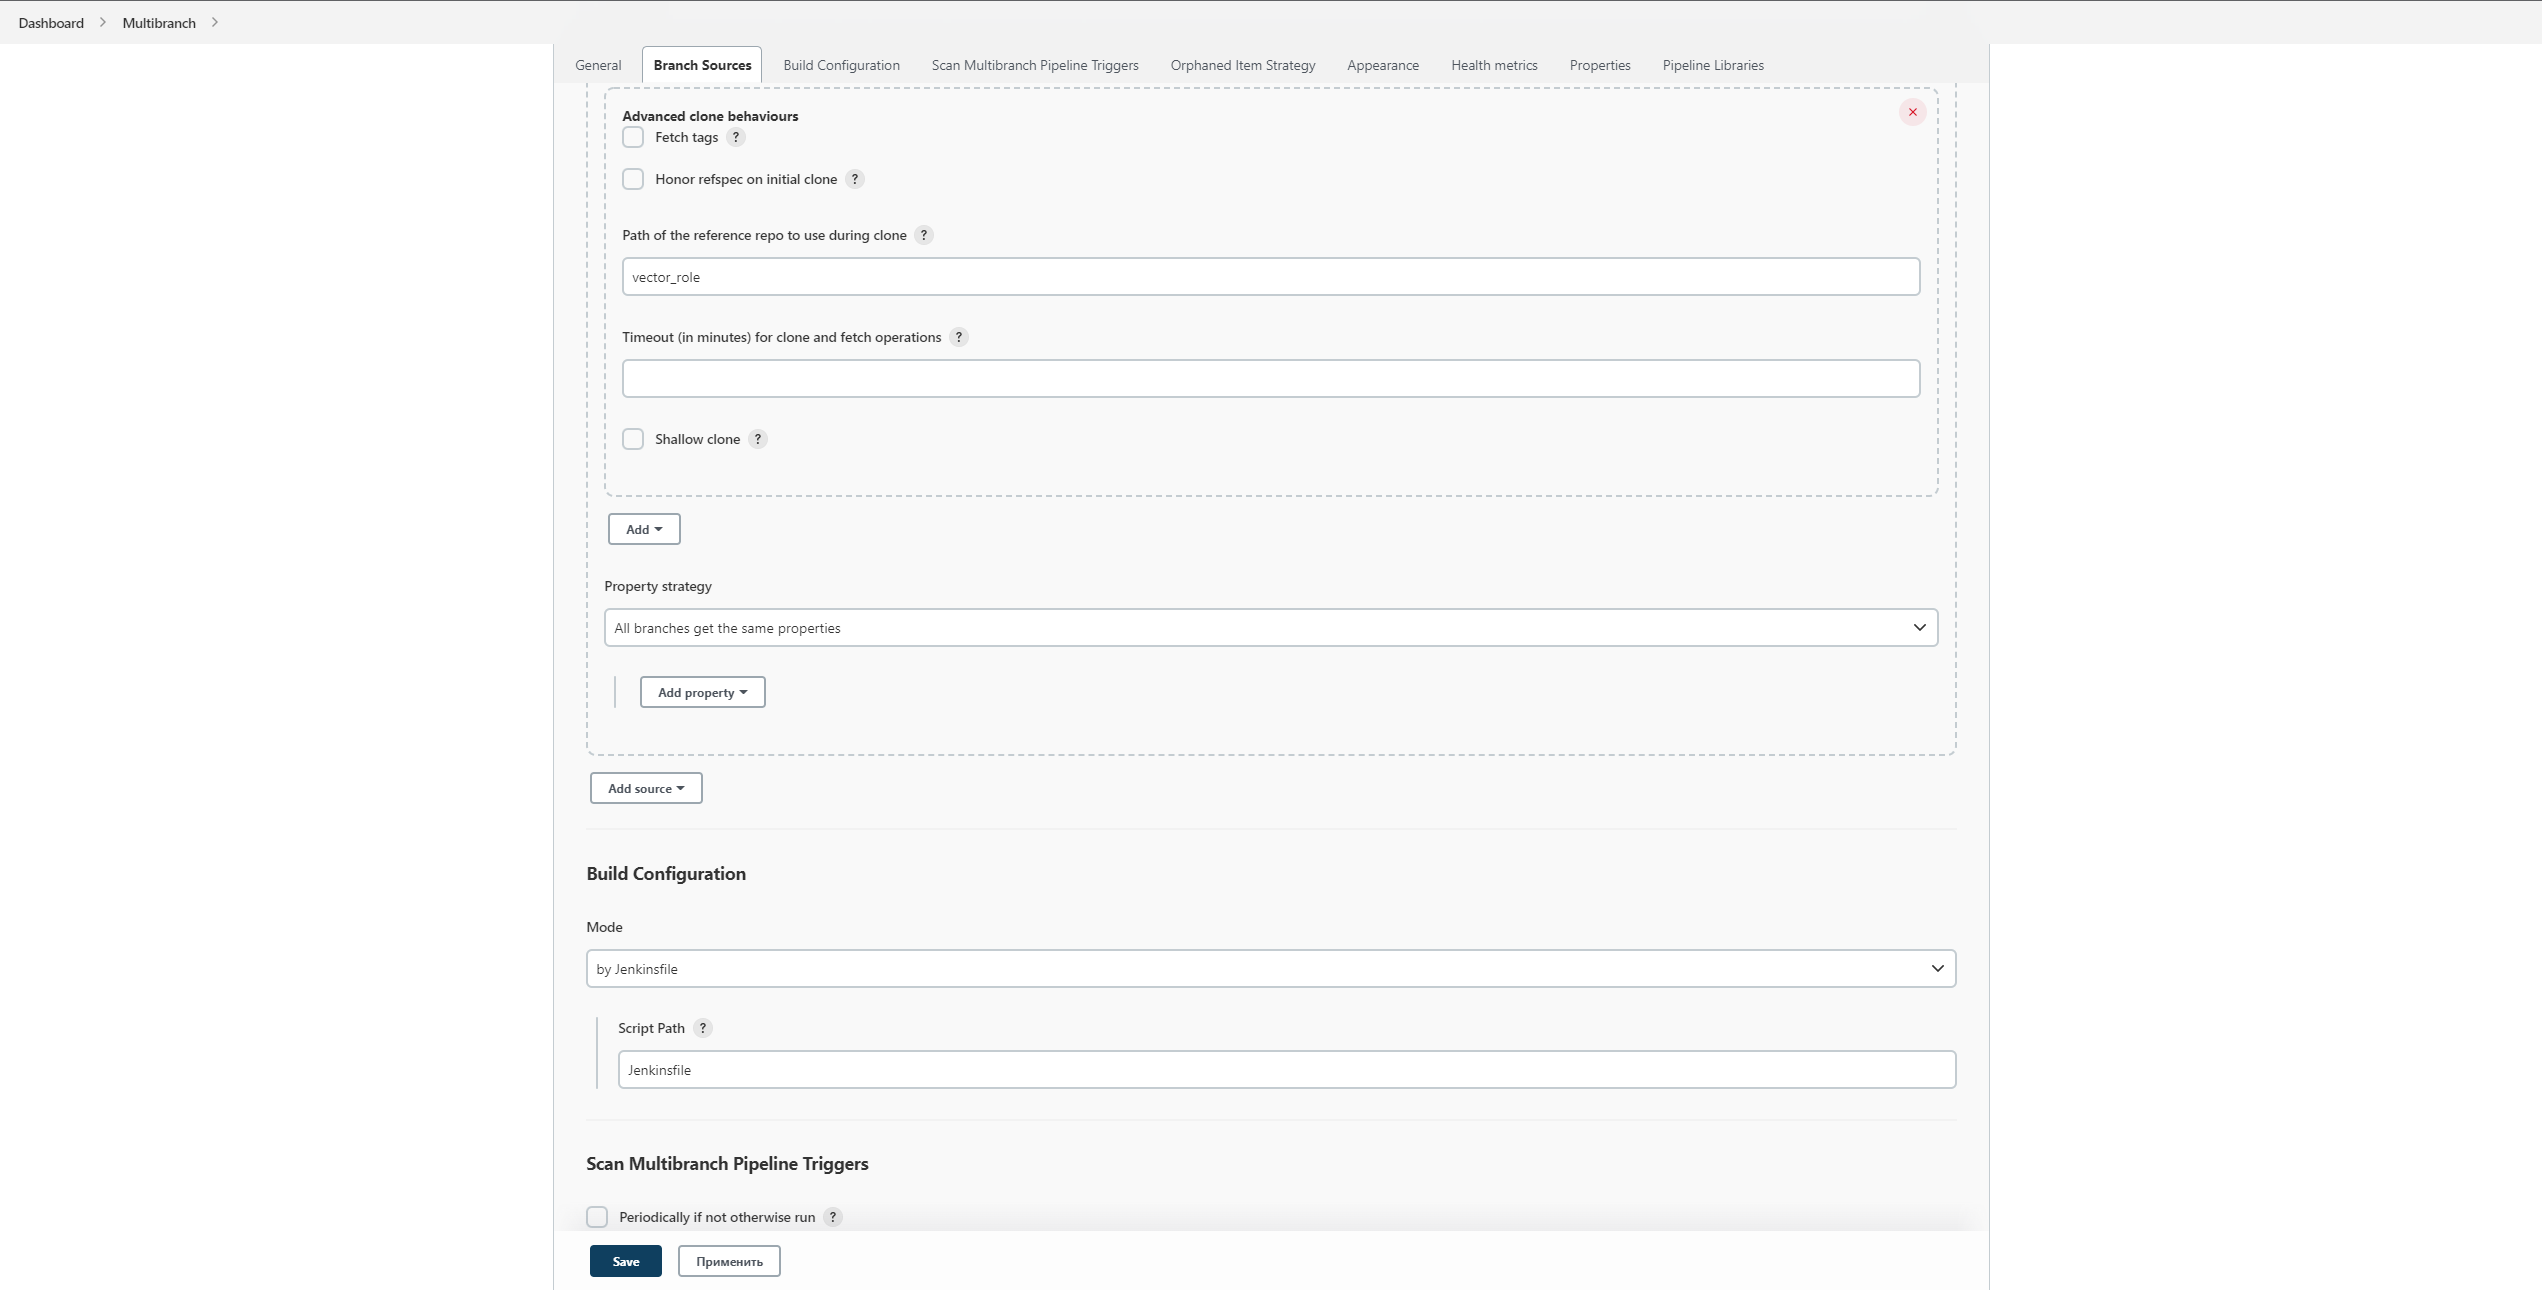 Dashboard
Multibranch
General
Branch Sources
Build Configuration
Scan Multibranch Pipeline Triggers
Orphaned Item Strategy
Appearance
Health metrics
Properties
Pipeline Libraries
Advanced clone behaviours
Fetch tags ?
Honor refspec on initial clone ?
Path of the reference repo to use during clone ?
vector_role
Timeout (in minutes) for clone and fetch operations ?
Shallow clone ?
Add
Property strategy
All branches get the same properties
Add property
Add source
Build Configuration
Mode
by Jenkinsfile
Script Path ?
Jenkinsfile
Scan Multibranch Pipeline Triggers
Periodically if not otherwise run ?
Save
Применить